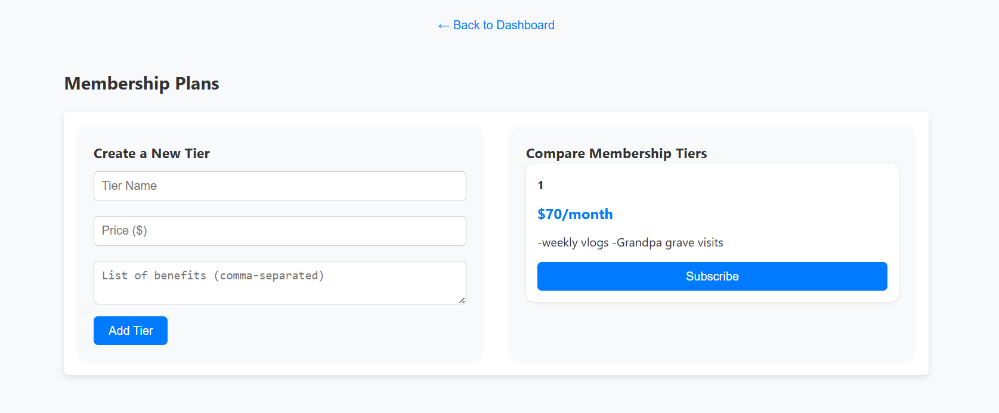 ← Back to Dashboard
Membership Plans
Create a New Tier
Tier Name
Price ($)
List of benefits (comma-separated)
Add Tier
Compare Membership Tiers
1
$70/month
-weekly vlogs -Grandpa grave visits
Subscribe